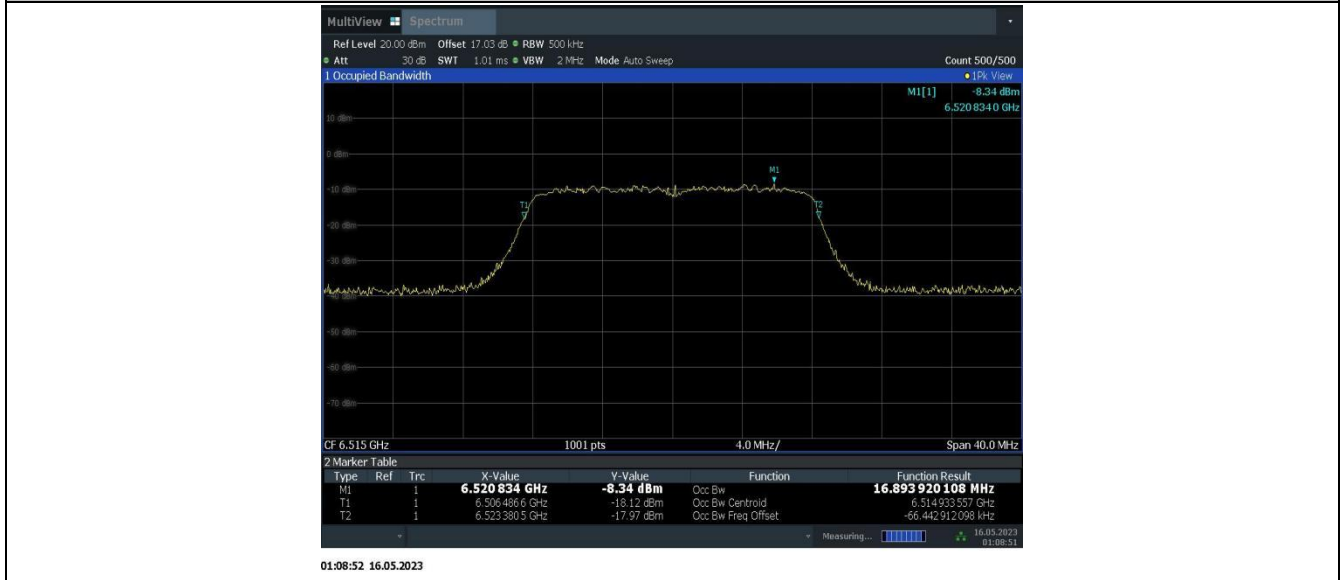 MultiView Spectrum
Ref Level 20.00 dBm Offset 17.03 dB RBW 500 kHz
Att 30 dB SWT 1.01 ms VBW 2 MHz Mode Auto Sweep Count 500/500
1 Occupied Bandwidth 1Pk View
M1[1] -8.34 dBm
6.520 834 0 GHz
10 dBm
0 dBm
M1
-10 dBm
T1 T2
-20 dBm
-30 dBm
-40 dBm
-50 dBm
-60 dBm
-70 dBm
CF 6.515 GHz 1001 pts 4.0 MHz/ Span 40.0 MHz
2 Marker Table
Type Ref Trc X-Value Y-Value Function Function Result
M1 1 6.520 834 GHz -8.34 dBm Occ Bw 16.893 920 108 MHz
T1 1 6.506 486 6 GHz -18.12 dBm Occ Bw Centroid 6.514 933 557 GHz
T2 1 6.523 380 5 GHz -17.97 dBm Occ Bw Freq Offset -66.442 912 098 kHz
Measuring... 16.05.2023
01:08:51
01:08:52 16.05.2023